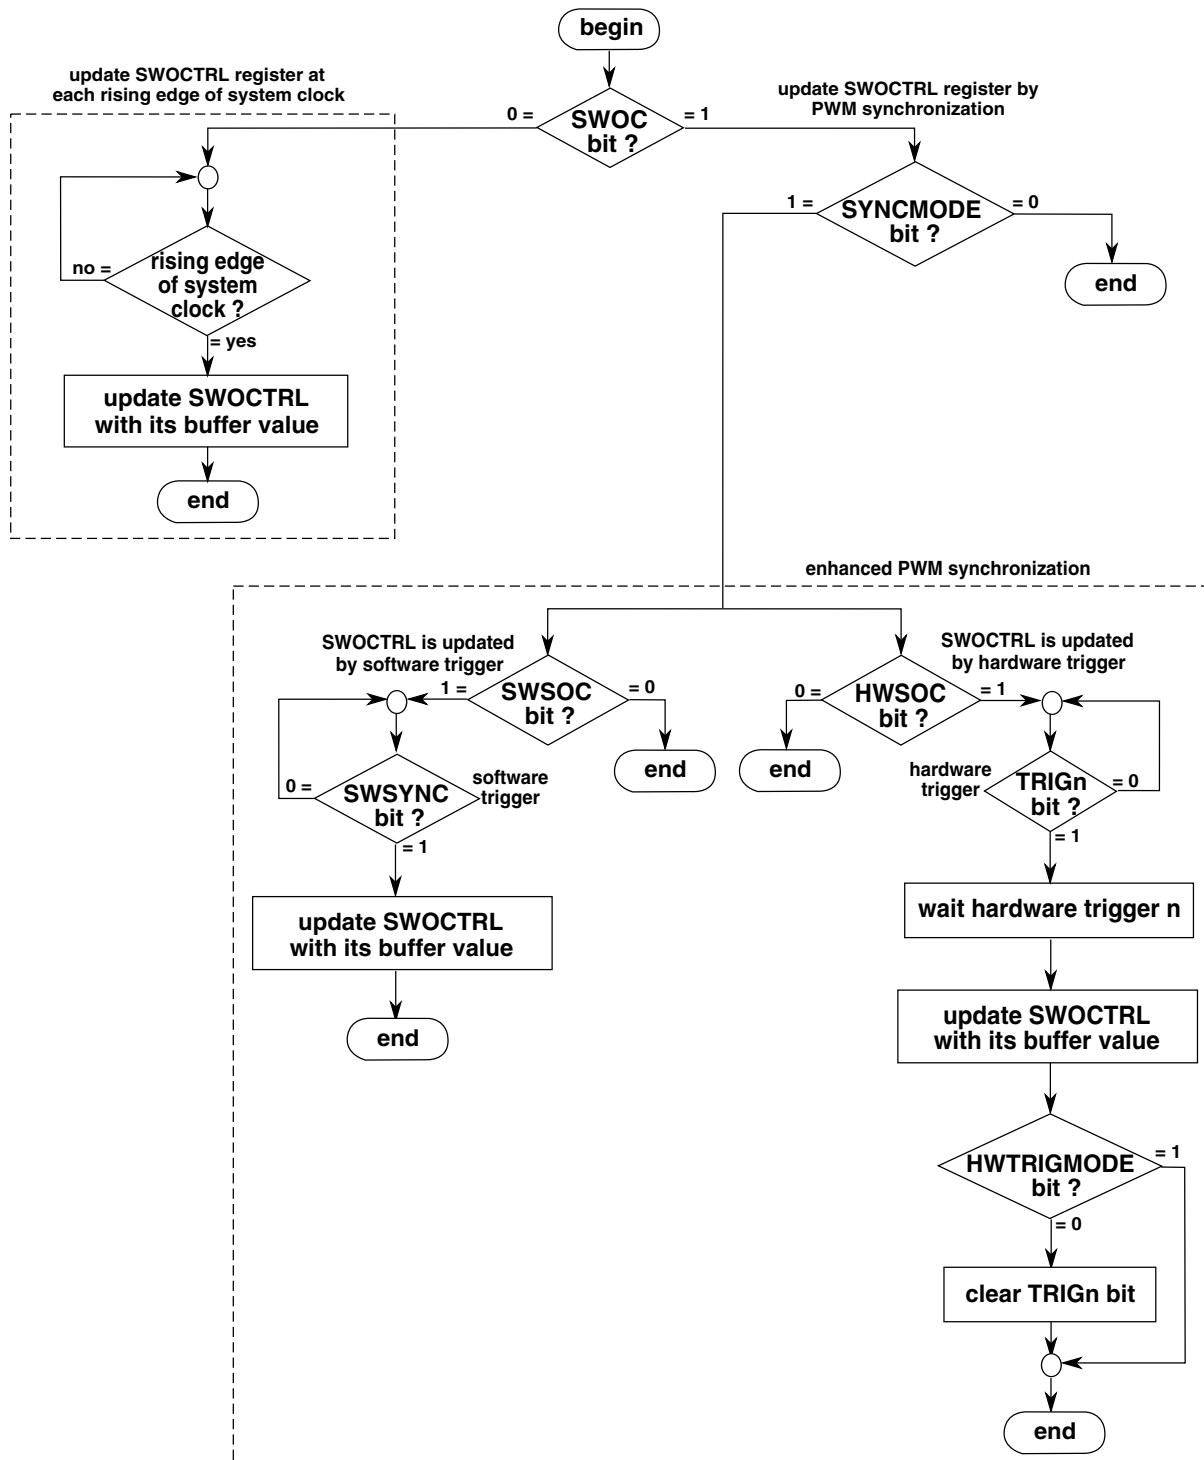 begin
update SWOCTRL register at
each rising edge of system clock
update SWOCTRL register by
PWM synchronization
0 =
SWOC
bit ?
= 1
1 =
SYNCMODE
bit ?
= 0
end
no =
rising edge
of system
clock ?
= yes
update SWOCTRL
with its buffer value
end
enhanced PWM synchronization
SWOCTRL is updated
by software trigger
SWOCTRL is updated
by hardware trigger
1 =
SWSOC
bit ?
= 0
end
0 =
HWSOC
bit ?
= 1
end
0 =
SWSYNC
bit ?
software
trigger
= 1
hardware
trigger
TRIGn
bit ?
= 0
= 1
update SWOCTRL
with its buffer value
end
wait hardware trigger n
update SWOCTRL
with its buffer value
HWTRIGMODE
bit ?
= 1
= 0
clear TRIGn bit
end